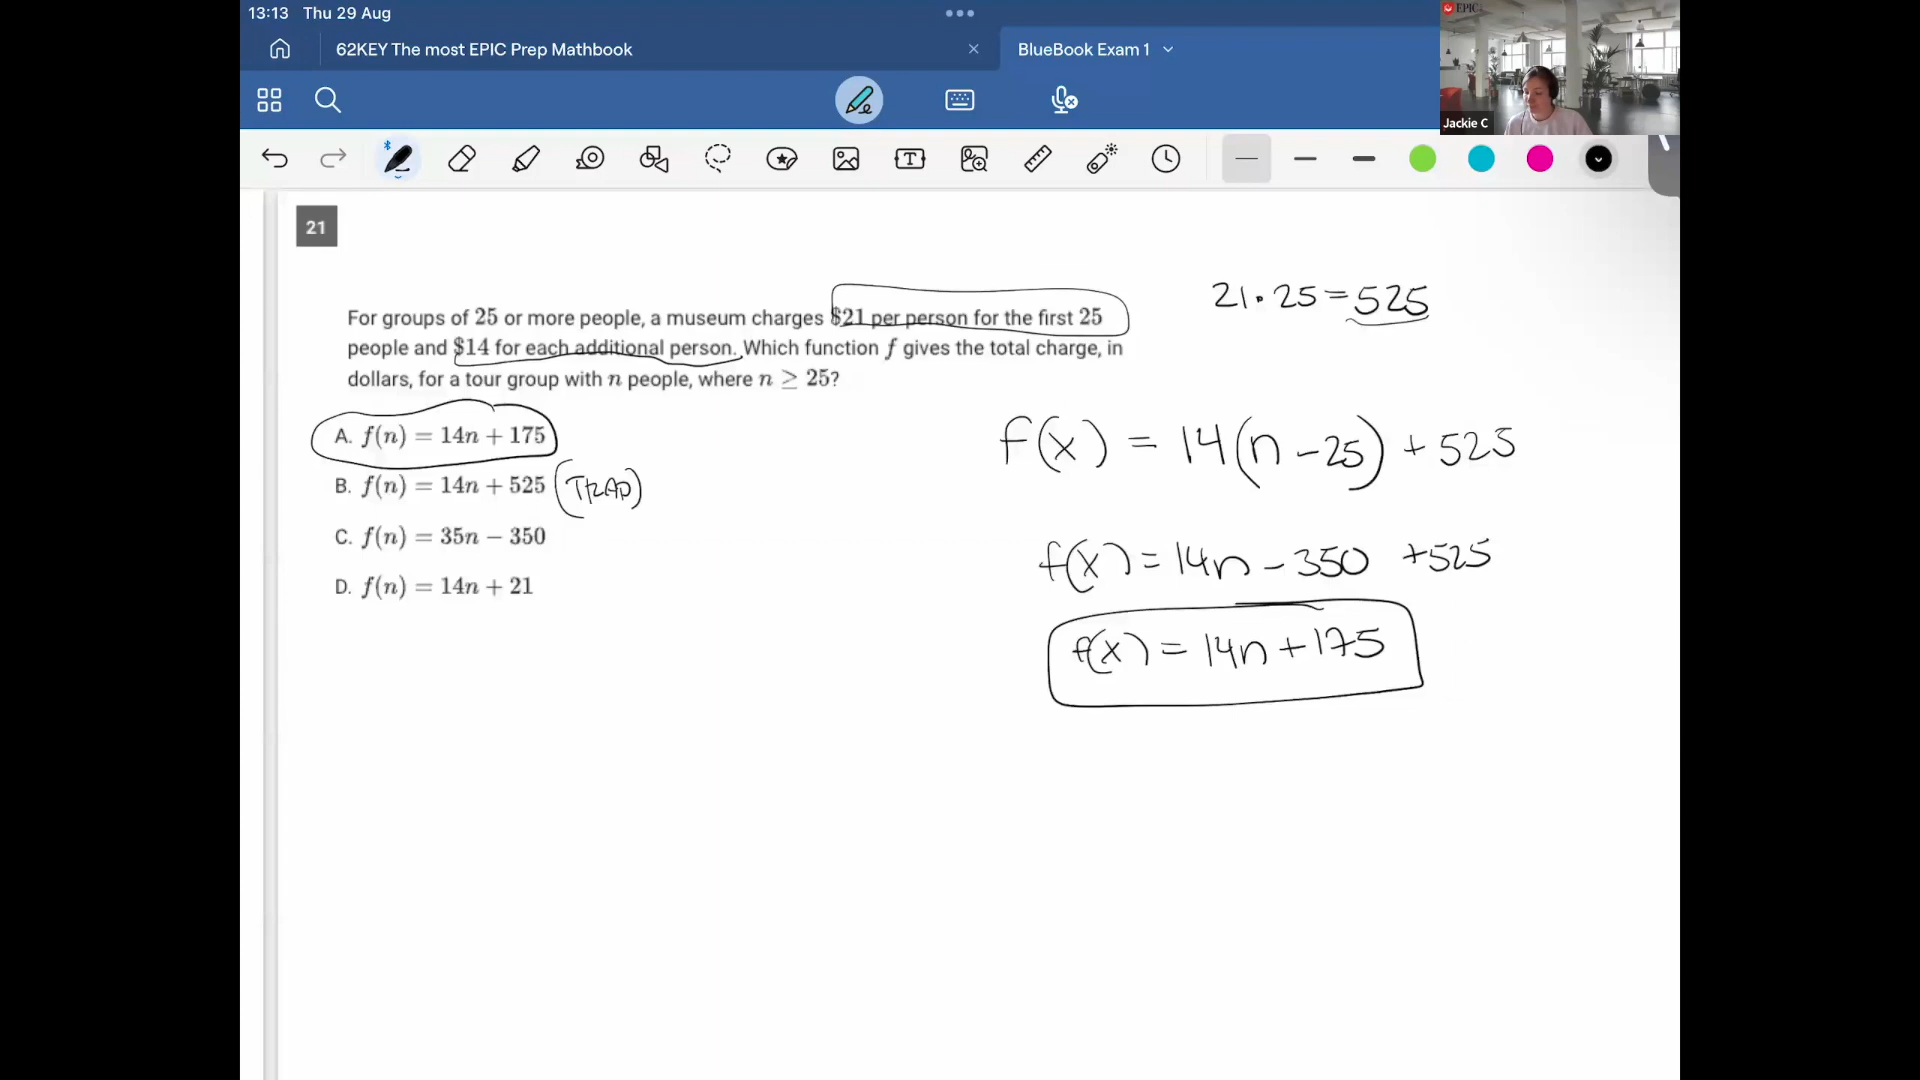 13:13 Thu 29 Aug
EPIC
62KEY The most EPIC Prep Mathbook
BlueBook Exam 1
Jackie C
21
21·25=525
For groups of 25 or more people, a museum charges $21 per person for the first 25
people and $14 for each additional person. Which function f gives the total charge, in
dollars, for a tour group with n people, where n ≥ 25?
A. f(n) = 14n + 175
B. f(n) = 14n + 525 (TRAP)
C. f(n) = 35n − 350
D. f(n) = 14n + 21
f(x) = 14(n -25) + 525
f(x) = 14n - 350 +525
f(x) = 14n + 175